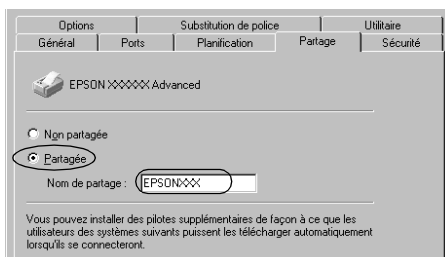 Options Substitution de police Utilitaire
Général Ports Planification Partage Sécurité
EPSON XXXXXX Advanced
Non partagée
Partagée
Nom de partage : EPSONXXX
Vous pouvez installer des pilotes supplémentaires de façon à ce que les
utilisateurs des systèmes suivants puissent les télécharger automatiquement
lorsqu'ils se connecteront.